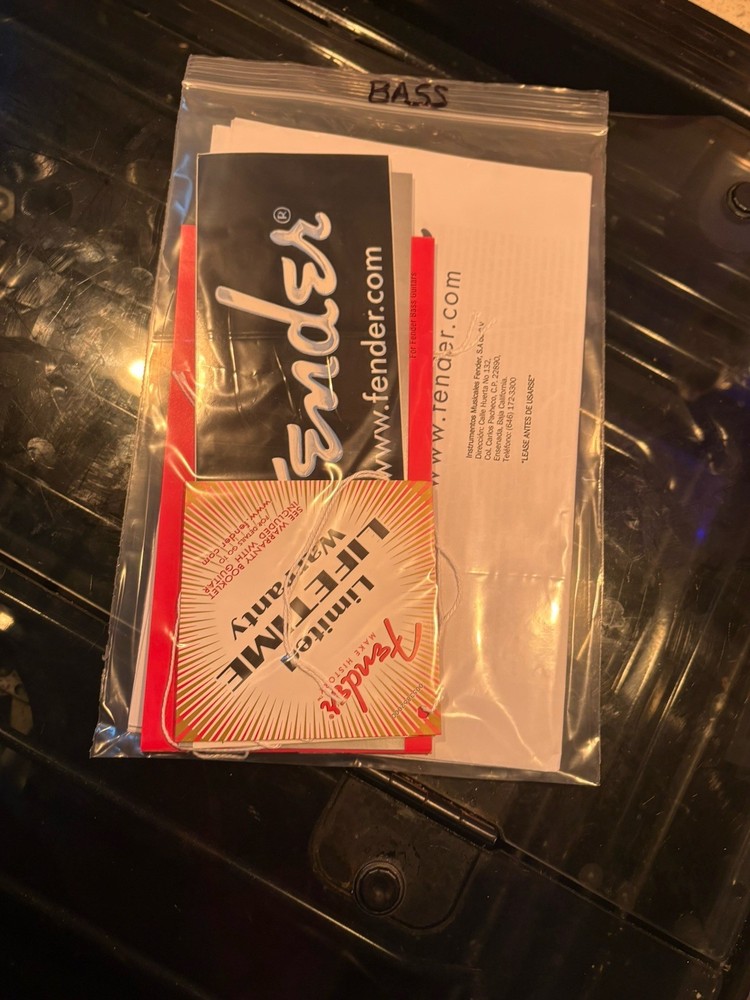 BASS
Fender®
www.fender.com
For Fender Bass Guitars
www.fender.com
Instrumentos Musicales Fender, S.A de C.V
Dirección: Calle Huerta No 132,
Col. Carlos Pacheco, C.P. 22890,
Ensenada, Baja California.
Teléfono: (646) 172-3300
"LEASE ANTES DE USARSE"
Fender®
MAKE HISTORY
Limited
LIFETIME
Warranty
SEE WARRANTY BOOKLET
INCLUDED WITH GUITAR
FOR DETAILS GO TO
www.fender.com